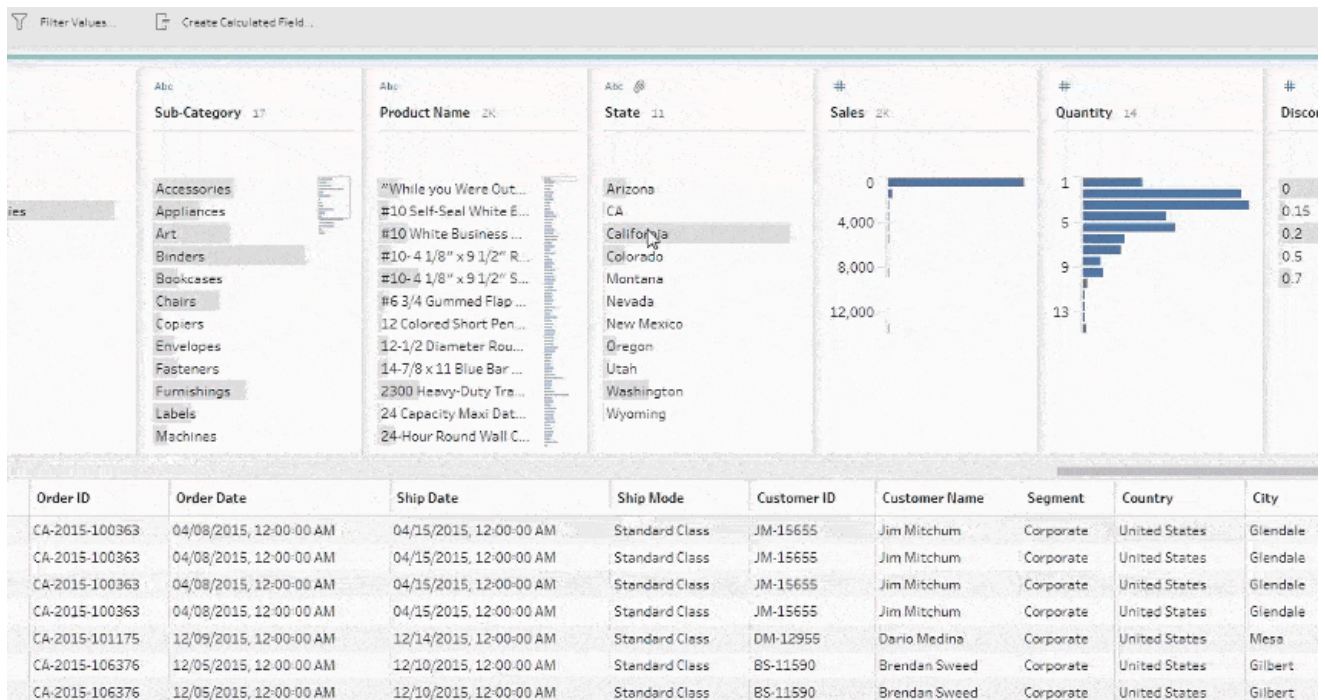 Filter Values... Create Calculated Field...
Abc Abc Abc # # #
Sub-Category 17 Product Name 2K State 11 Sales 2K Quantity 14 Discou
Accessories "While you Were Out... Arizona 0 1 0
ies Appliances #10 Self-Seal White E... CA 0.15
Art #10 White Business ... California 4,000 5 0.2
Binders #10- 4 1/8" x 9 1/2" R... Colorado 0.5
Bookcases #10- 4 1/8" x 9 1/2" S... Montana 8,000 9 0.7
Chairs #6 3/4 Gummed Flap ... Nevada
Copiers 12 Colored Short Pen... New Mexico 12,000 13
Envelopes 12-1/2 Diameter Rou... Oregon
Fasteners 14-7/8 x 11 Blue Bar ... Utah
Furnishings 2300 Heavy-Duty Tra... Washington
Labels 24 Capacity Maxi Dat... Wyoming
Machines 24-Hour Round Wall C...
Order ID Order Date Ship Date Ship Mode Customer ID Customer Name Segment Country City
CA-2015-100363 04/08/2015, 12:00:00 AM 04/15/2015, 12:00:00 AM Standard Class JM-15655 Jim Mitchum Corporate United States Glendale
CA-2015-100363 04/08/2015, 12:00:00 AM 04/15/2015, 12:00:00 AM Standard Class JM-15655 Jim Mitchum Corporate United States Glendale
CA-2015-100363 04/08/2015, 12:00:00 AM 04/15/2015, 12:00:00 AM Standard Class JM-15655 Jim Mitchum Corporate United States Glendale
CA-2015-100363 04/08/2015, 12:00:00 AM 04/15/2015, 12:00:00 AM Standard Class JM-15655 Jim Mitchum Corporate United States Glendale
CA-2015-101175 12/09/2015, 12:00:00 AM 12/14/2015, 12:00:00 AM Standard Class DM-12955 Dario Medina Corporate United States Mesa
CA-2015-106376 12/05/2015, 12:00:00 AM 12/10/2015, 12:00:00 AM Standard Class BS-11590 Brendan Sweed Corporate United States Gilbert
CA-2015-106376 12/05/2015, 12:00:00 AM 12/10/2015, 12:00:00 AM Standard Class BS-11590 Brendan Sweed Corporate United States Gilbert